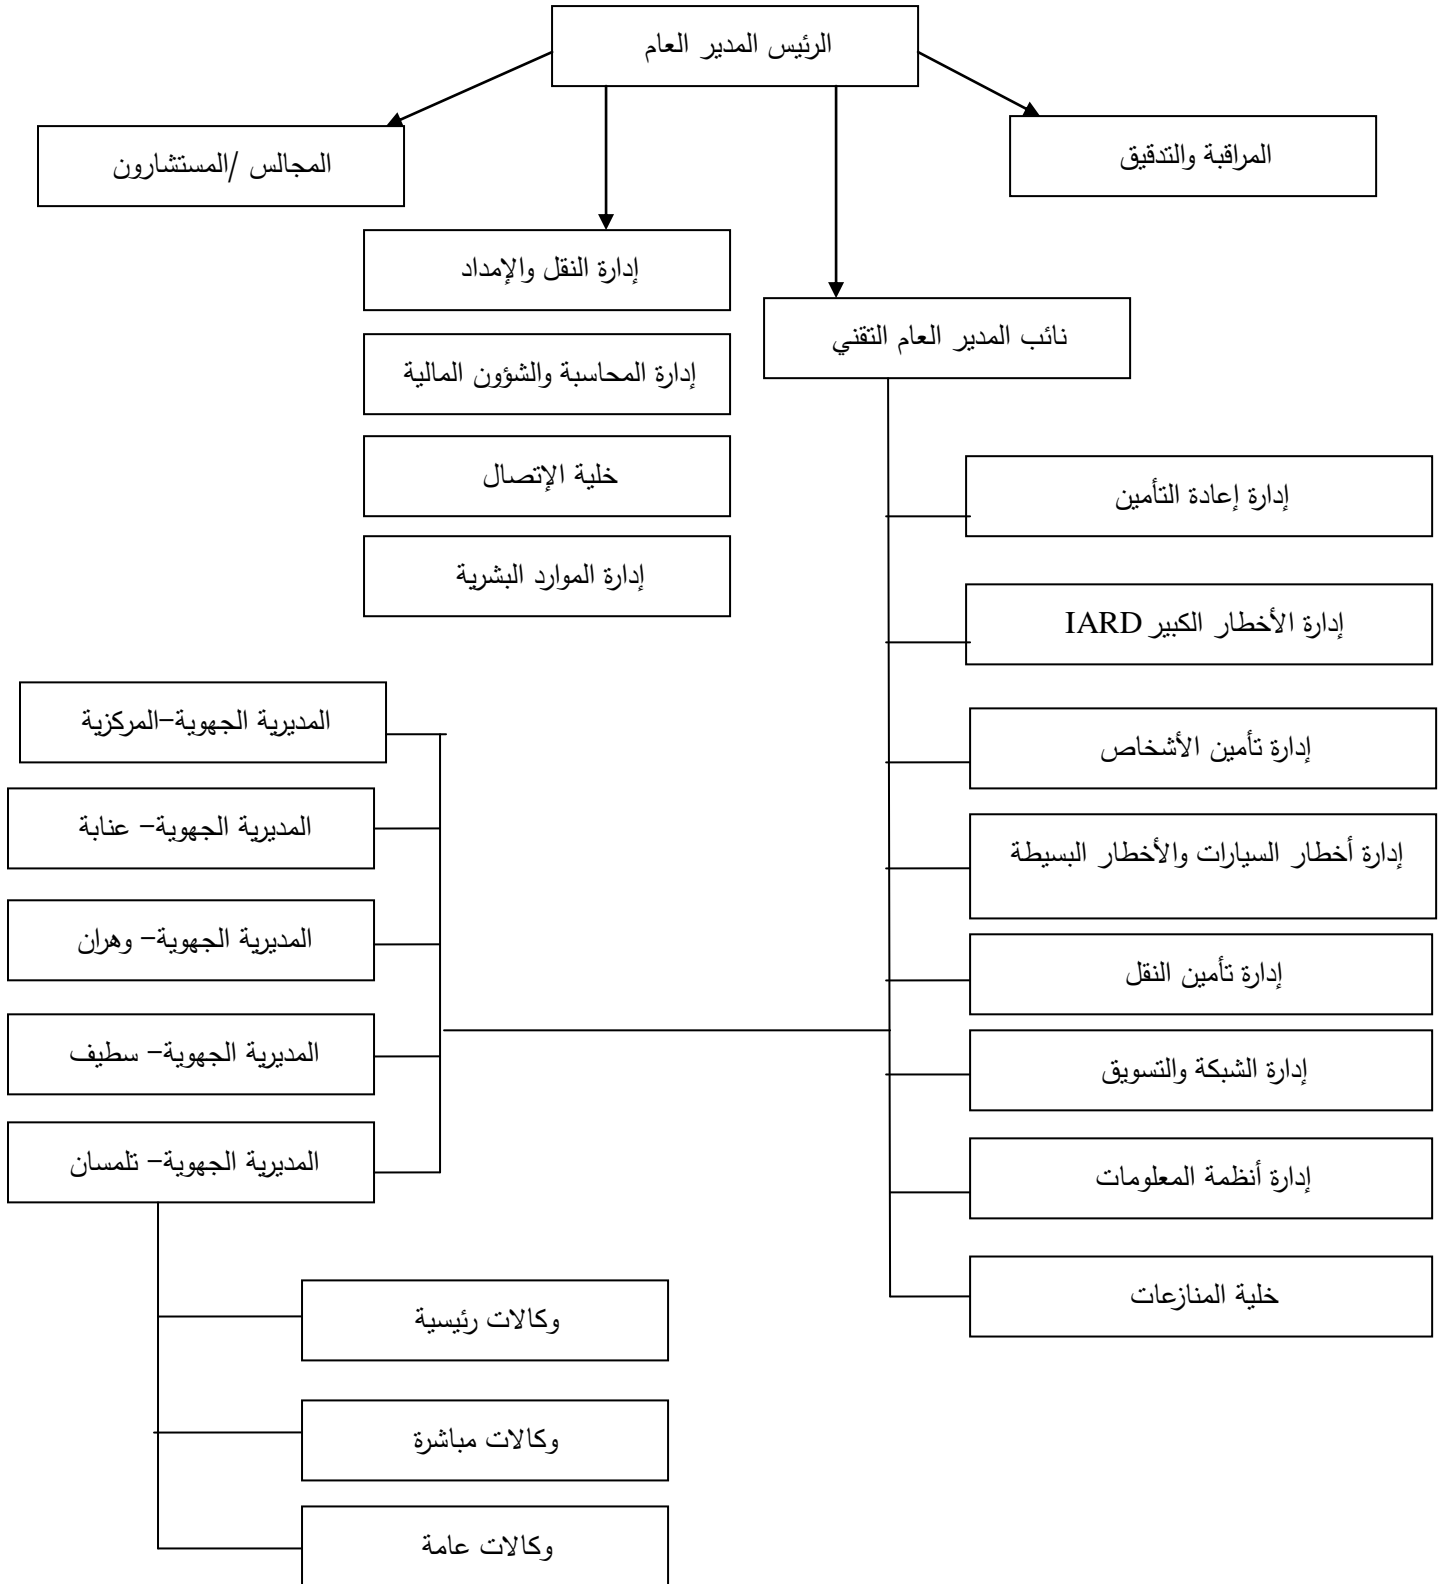 الرئيس المدير العام
المراقبة والتدقيق
المجالس /المستشارون
إدارة النقل والإمداد
نائب المدير العام التقني
إدارة المحاسبة والشؤون المالية
خلية الإتصال
إدارة إعادة التأمين
إدارة الموارد البشرية
إدارة الأخطار الكبير IARD
المديرية الجهوية–المركزية
إدارة تأمين الأشخاص
المديرية الجهوية– عنابة
إدارة أخطار السيارات والأخطار البسيطة
المديرية الجهوية– وهران
إدارة تأمين النقل
المديرية الجهوية– سطيف
إدارة الشبكة والتسويق
المديرية الجهوية– تلمسان
إدارة أنظمة المعلومات
وكالات رئيسية
خلية المنازعات
وكالات مباشرة
وكالات عامة